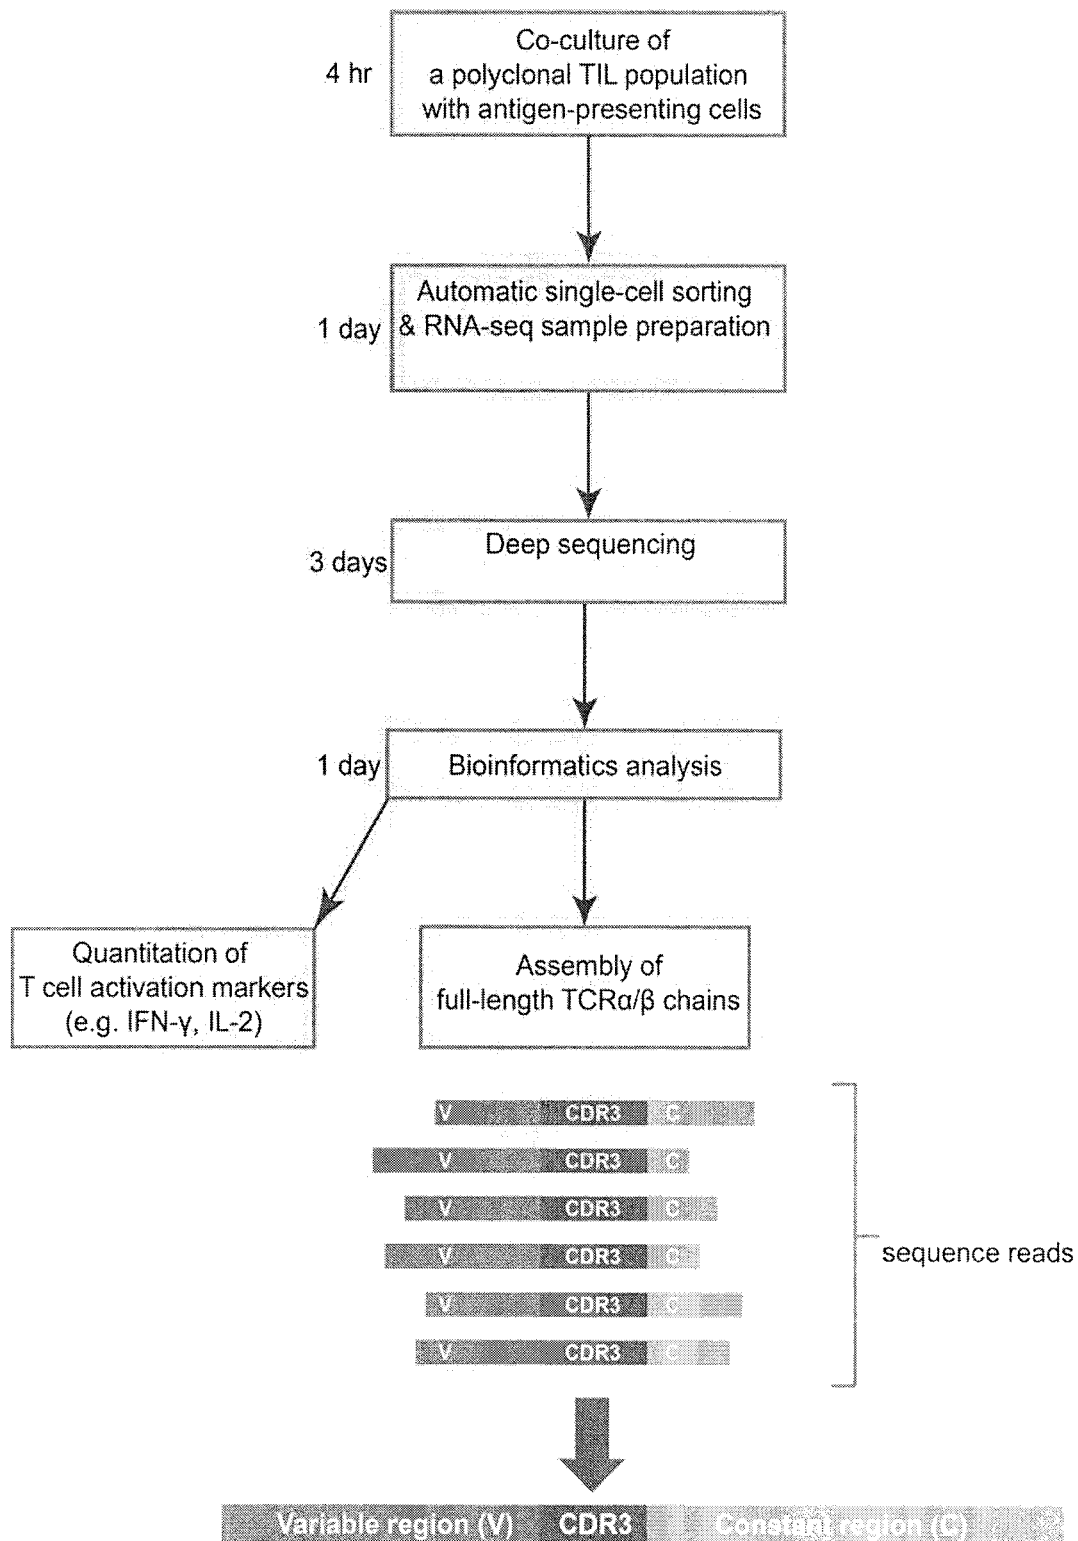 4 hr
Co-culture of
a polyclonal TIL population
with antigen-presenting cells
1 day
Automatic single-cell sorting
& RNA-seq sample preparation
3 days
Deep sequencing
1 day
Bioinformatics analysis
Quantitation of
T cell activation markers
(e.g. IFN-γ, IL-2)
Assembly of
full-length TCRα/β chains
V CDR3 C
V CDR3 C
V CDR3 C
V CDR3 C
V CDR3 C
V CDR3 C
sequence reads
Variable region (V) CDR3 Constant region (C)